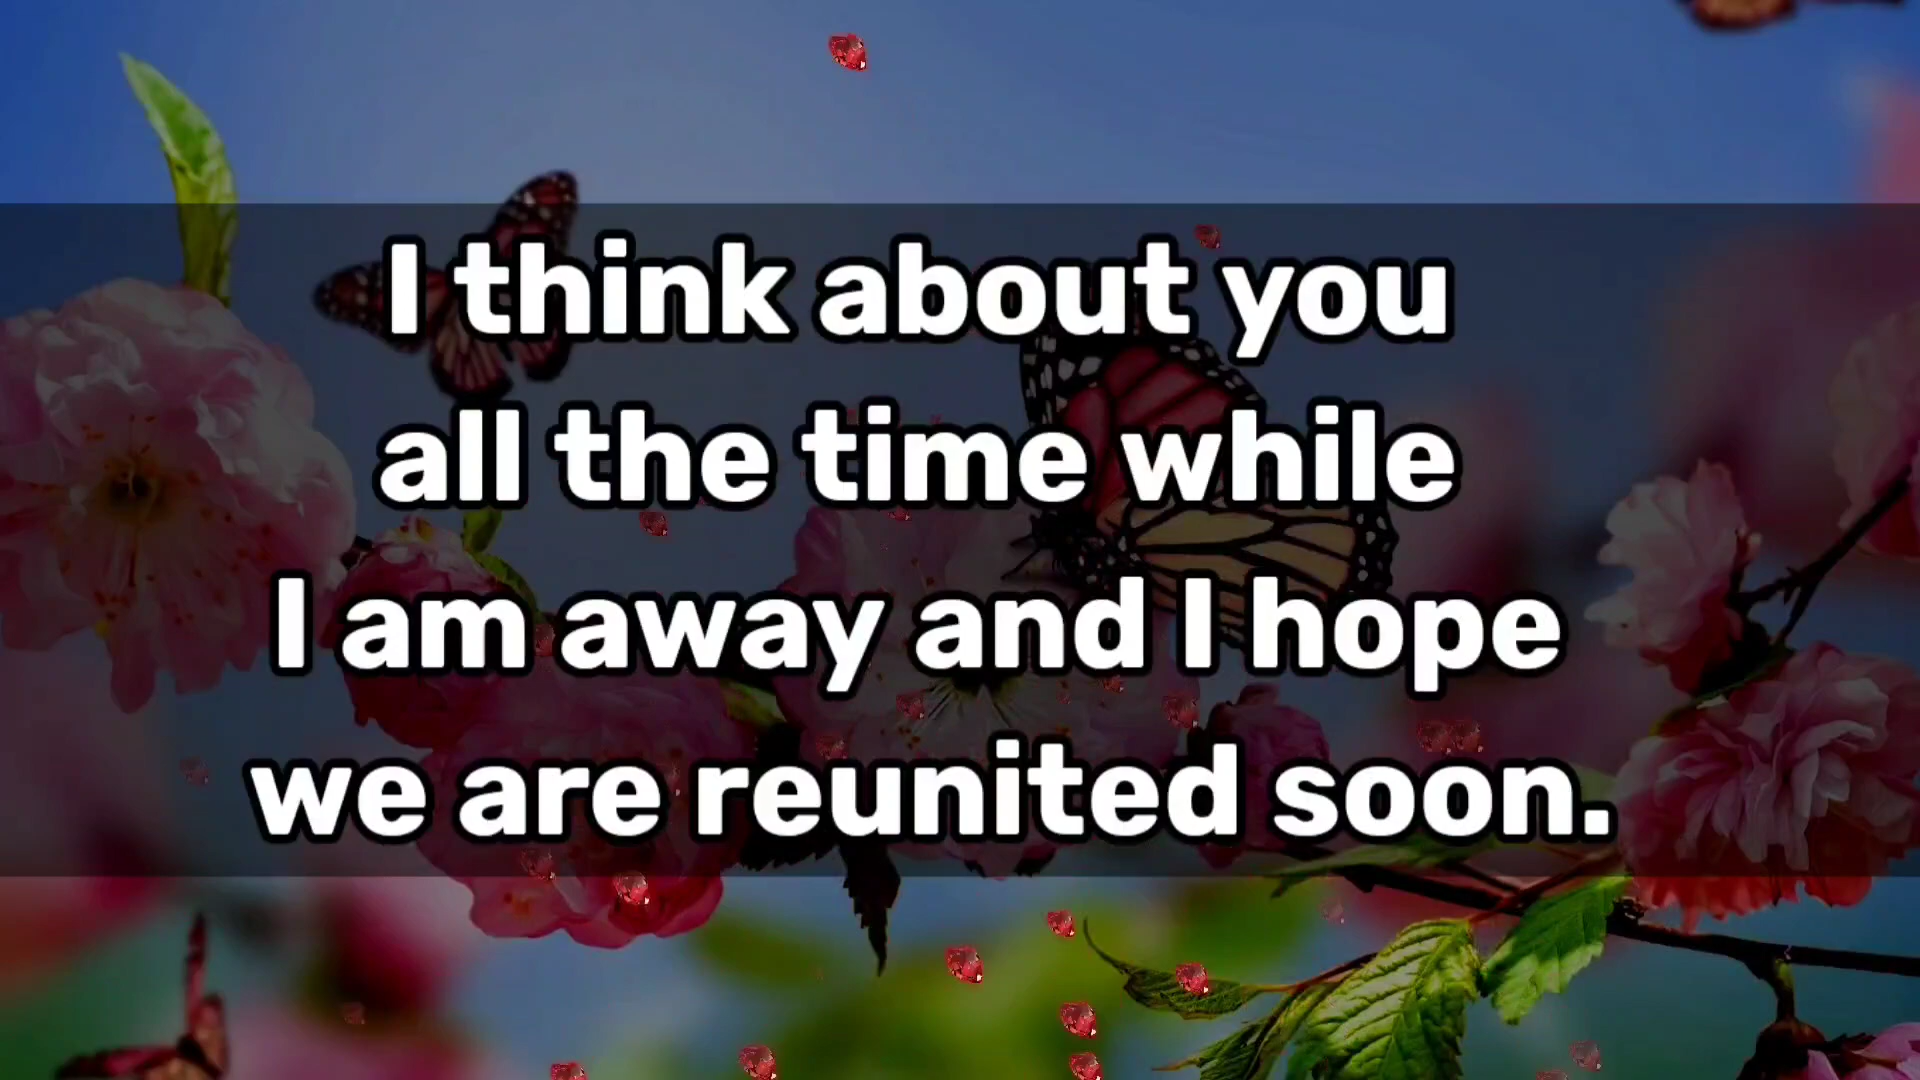 I think about you
all the time while
I am away and I hope
we are reunited soon.